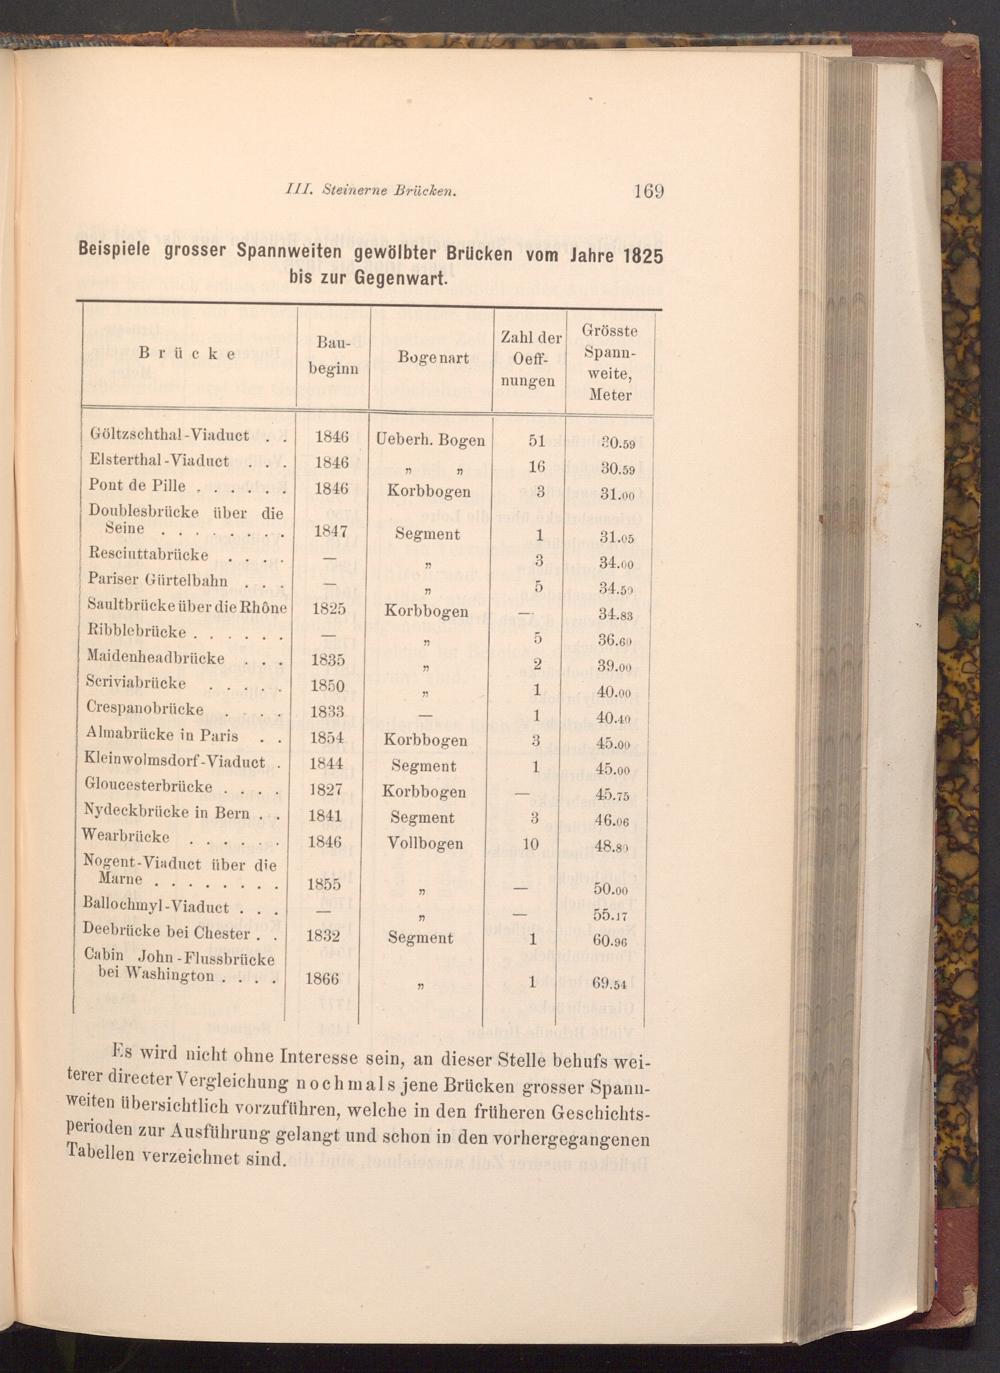 III. Steinerne Brücken. 169
Beispiele grosser Spannweiten gewölbter Brücken vom Jahre 1825
bis zur Gegenwart.
Brücke | Bau-beginn | Bogenart | Zahl der Oeff-nungen | Grösste Spann-weite, Meter
Göltzschthal-Viaduct . . 1846 Ueberh. Bogen 51 30.59
Elsterthal-Viaduct . . . 1846 „ „ 16 30.59
Pont de Pille . . . . . . 1846 Korbbogen 3 31.00
Doublesbrücke über die
Seine . . . . . . . . 1847 Segment 1 31.05
Resciuttabrücke . . . . — „ 3 34.00
Pariser Gürtelbahn . . . — „ 5 34.59
Saultbrücke über die Rhône 1825 Korbbogen — 34.83
Ribblebrücke . . . . . . — „ 5 36.60
Maidenheadbrücke . . . 1835 „ 2 39.00
Scriviabrücke . . . . . 1850 „ 1 40.00
Crespanobrücke . . . . 1833 — 1 40.40
Almabrücke in Paris . . 1854 Korbbogen 3 45.00
Kleinwolmsdorf-Viaduct . 1844 Segment 1 45.00
Gloucesterbrücke . . . . 1827 Korbbogen — 45.75
Nydeckbrücke in Bern . . 1841 Segment 3 46.06
Wearbrücke . . . . . . 1846 Vollbogen 10 48.80
Nogent-Viaduct über die
Marne . . . . . . . . 1855 „ — 50.00
Ballochmyl-Viaduct . . . — „ — 55.17
Deebrücke bei Chester . . 1832 Segment 1 60.96
Cabin John-Flussbrücke
bei Washington . . . . 1866 „ 1 69.54
Es wird nicht ohne Interesse sein, an dieser Stelle behufs wei-
terer directer Vergleichung nochmals jene Brücken grosser Spann-
weiten übersichtlich vorzuführen, welche in den früheren Geschichts-
perioden zur Ausführung gelangt und schon in den vorhergegangenen
Tabellen verzeichnet sind.